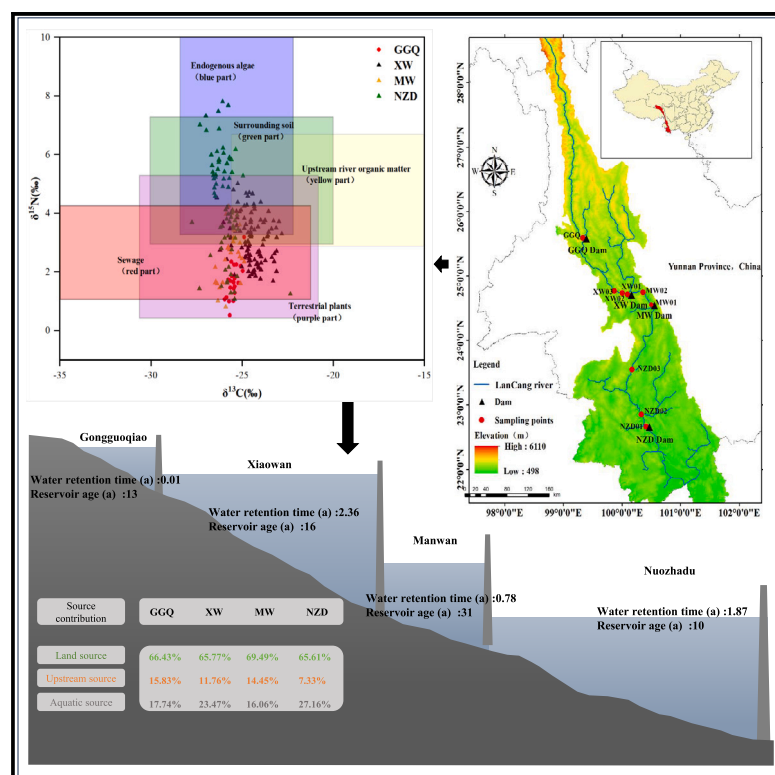 10
8
6
4
2
0
δ¹⁵N(‰)
-35
-25
-15
δ¹³C(‰)
GGQ
XW
MW
NZD
Endogenous algae
(blue part)
Surrounding soil
(green part)
Upstream river organic matter
(yellow part)
Sewage
(red part)
Terrestrial plants
(purple part)
28°0'0"N
27°0'0"N
26°0'0"N
25°0'0"N
24°0'0"N
23°0'0"N
22°0'0"N
N
W
E
S
GGQ
GGQ Dam
Yunnan Province, China
XW01
XW03
XW02
XW Dam
MW02
MW01
MW Dam
NZD03
NZD02
NZD01
NZD Dam
Legend
LanCang river
Dam
Sampling points
Elevation (m)
High : 6110
Low : 498
0 20 40 80 120 160
km
98°0'0"E
99°0'0"E
100°0'0"E
101°0'0"E
102°0'0"E
Gongguoqiao
Water retention time (a) :0.01
Reservoir age (a) :13
Xiaowan
Water retention time (a) :2.36
Reservoir age (a) :16
Manwan
Water retention time (a) :0.78
Reservoir age (a) :31
Nuozhadu
Water retention time (a) :1.87
Reservoir age (a) :10
Source
contribution
GGQ XW MW NZD
Land source 66.43% 65.77% 69.49% 65.61%
Upstream source 15.83% 11.76% 14.45% 7.33%
Aquatic source 17.74% 23.47% 16.06% 27.16%